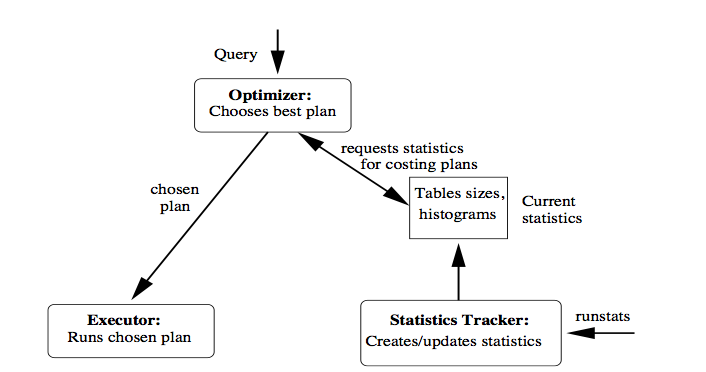 Query
Optimizer:
Chooses best plan
requests statistics
for costing plans
chosen
plan
Tables sizes,
histograms
Current
statistics
Executor:
Runs chosen plan
Statistics Tracker:
Creates/updates statistics
runstats